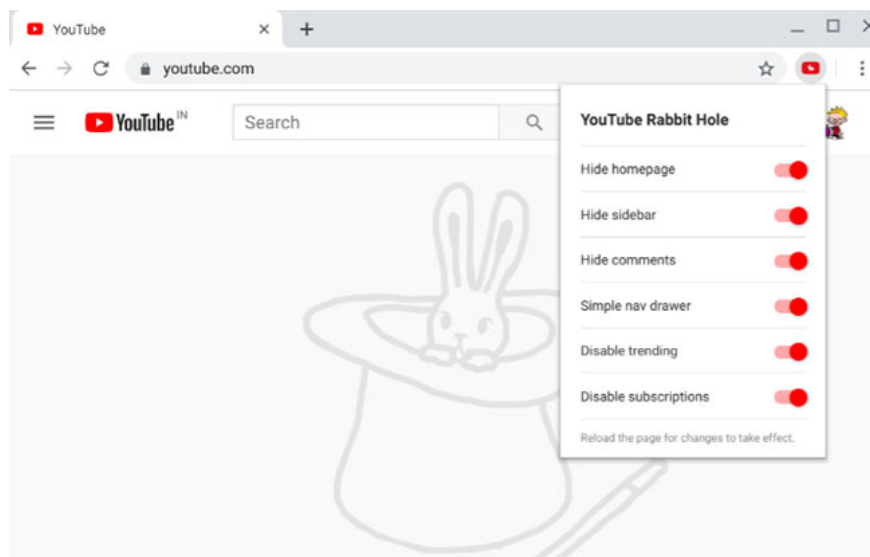 YouTube
youtube.com
YouTube IN
Search
YouTube Rabbit Hole
Hide homepage
Hide sidebar
Hide comments
Simple nav drawer
Disable trending
Disable subscriptions
Reload the page for changes to take effect.